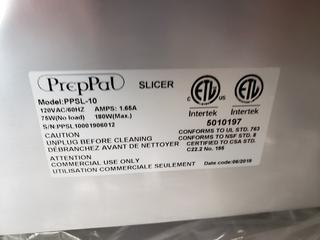 PrepPal SLICER
Model:PPSL-10
120VAC/60HZ AMPS: 1.65A
75W(No load) 180W(Max.)
S/N:PPSL10001906012
CAUTION
UNPLUG BEFORE CLEANING
DÉBRANCHEZ AVANT DE NETTOYER
ATTENTION
COMMERCIAL USE ONLY
UTILISATION COMMERCIALE SEULEMENT
ETL ETL
c us
Intertek Intertek
5010197
CONFORMS TO UL STD. 763
CONFORMS TO NSF STD. 8
CERTIFIED TO CSA STD.
C22.2 No. 195
Date code:06/2019